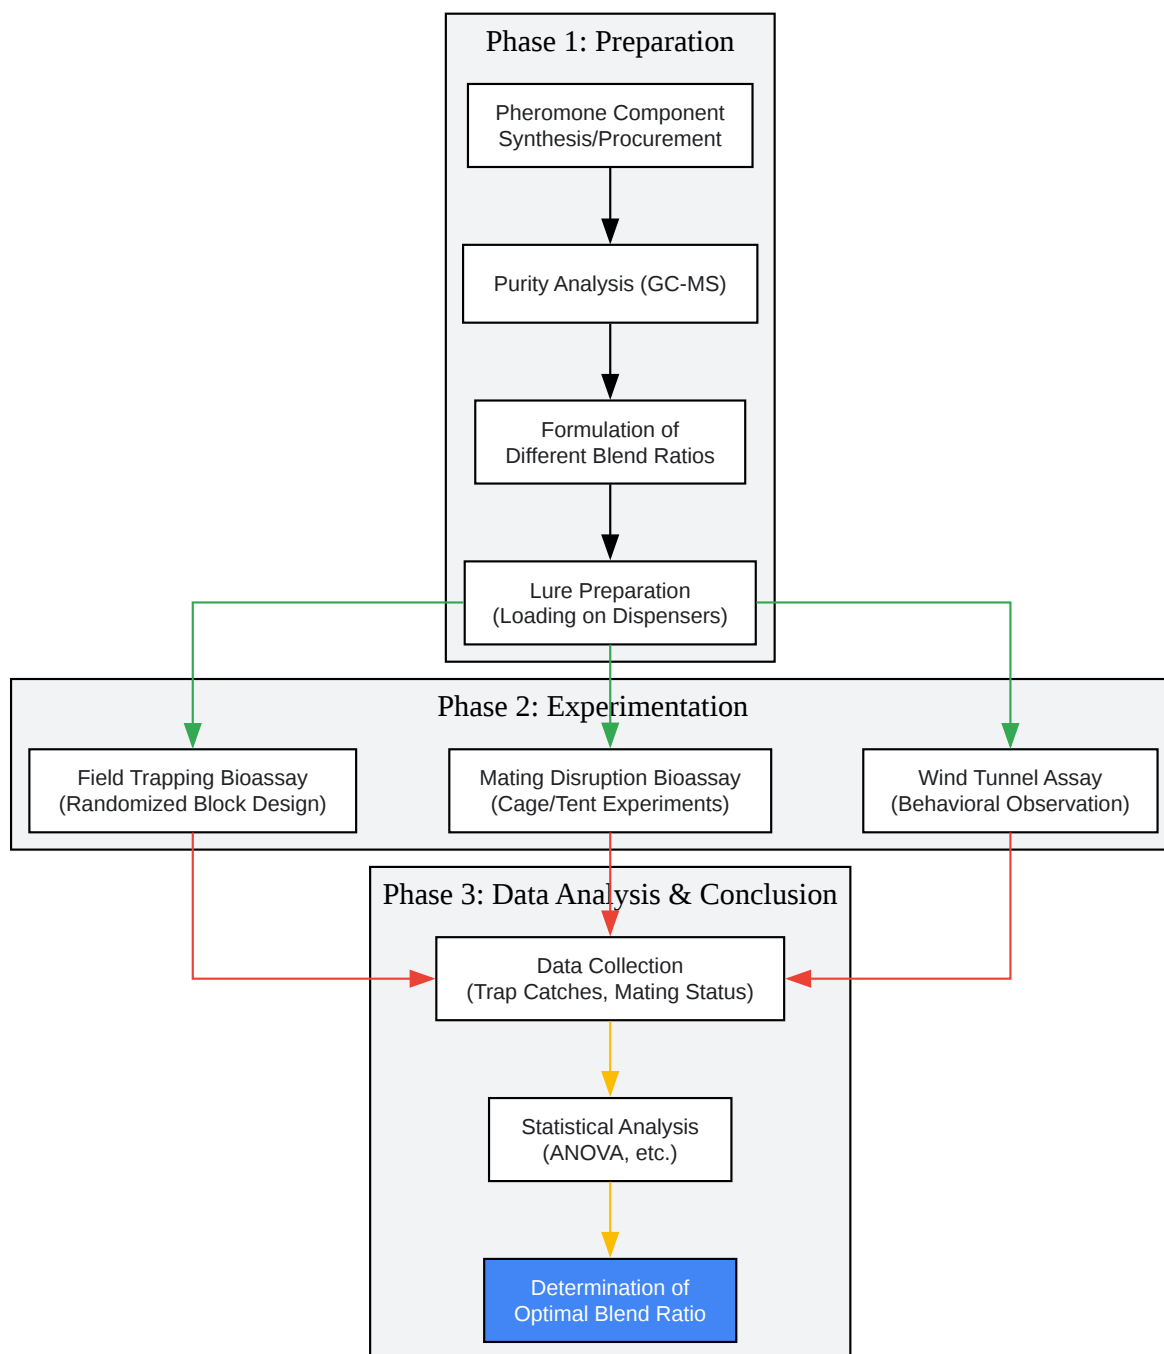 Phase 1: Preparation
Pheromone Component
Synthesis/Procurement
Purity Analysis (GC-MS)
Formulation of
Different Blend Ratios
Lure Preparation
(Loading on Dispensers)
Phase 2: Experimentation
Field Trapping Bioassay
(Randomized Block Design)
Mating Disruption Bioassay
(Cage/Tent Experiments)
Wind Tunnel Assay
(Behavioral Observation)
Phase 3: Data Analysis & Conclusion
Data Collection
(Trap Catches, Mating Status)
Statistical Analysis
(ANOVA, etc.)
Determination of
Optimal Blend Ratio